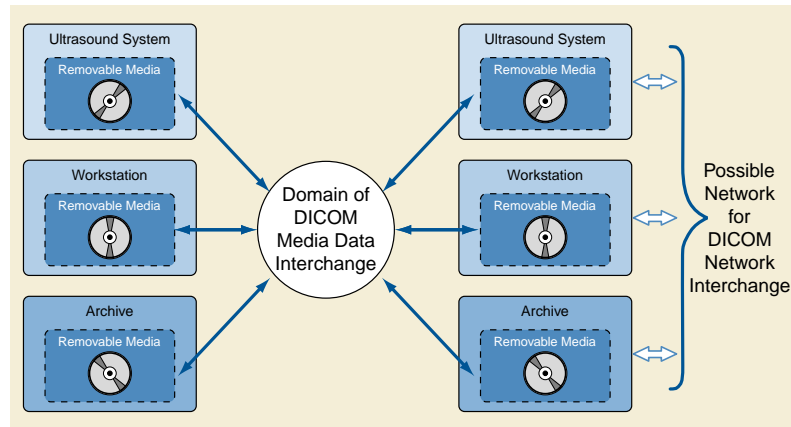 Ultrasound System
Removable Media
Workstation
Removable Media
Archive
Removable Media
Domain of
DICOM
Media Data
Interchange
Ultrasound System
Removable Media
Workstation
Removable Media
Archive
Removable Media
Possible
Network
for
DICOM
Network
Interchange